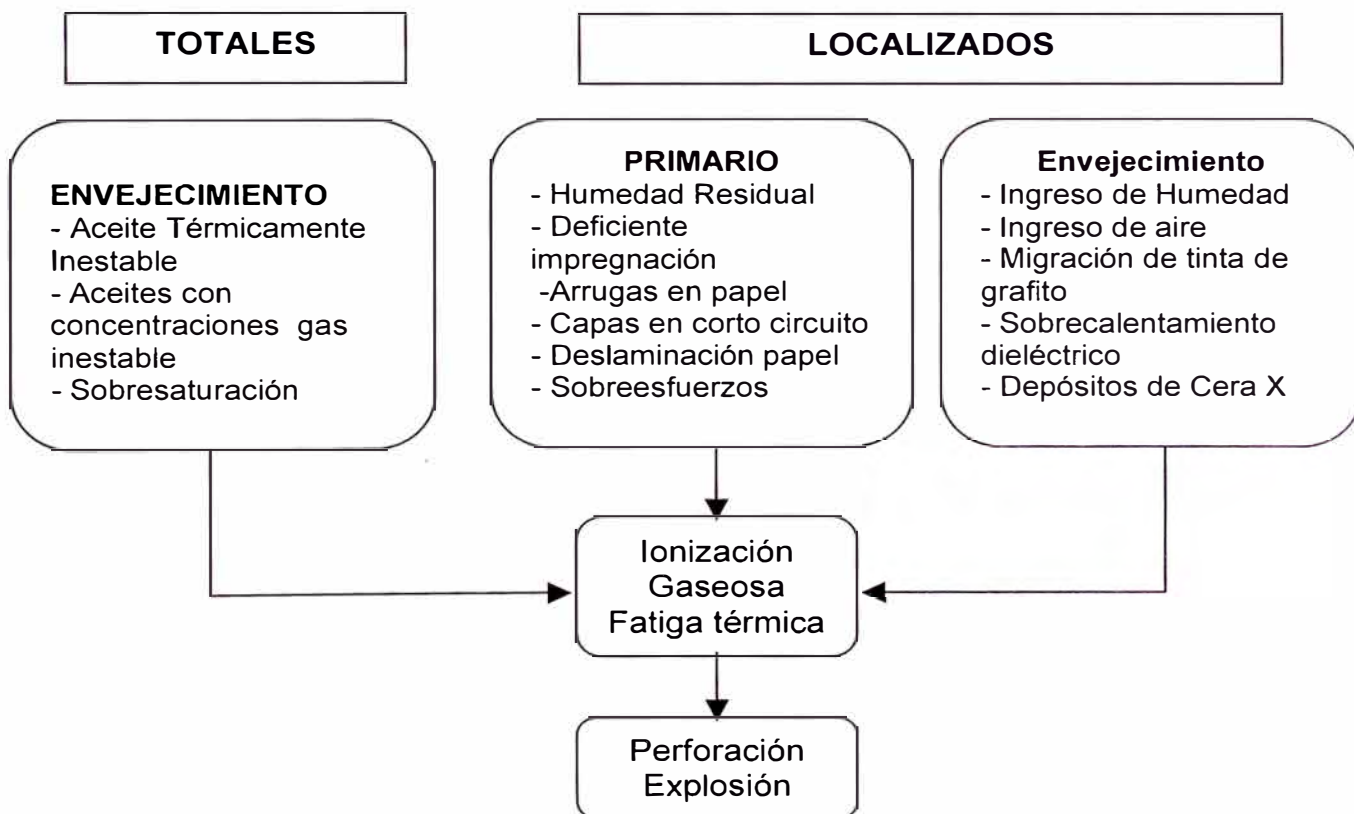 TOTALES
LOCALIZADOS
ENVEJECIMIENTO
- Aceite Térmicamente
Inestable
- Aceites con
concentraciones gas
inestable
- Sobresaturación
PRIMARIO
- Humedad Residual
- Deficiente
impregnación
-Arrugas en papel
- Capas en corto circuito
- Deslaminación papel
- Sobreesfuerzos
Envejecimiento
- Ingreso de Humedad
- Ingreso de aire
- Migración de tinta de
grafito
- Sobrecalentamiento
dieléctrico
- Depósitos de Cera X
Ionización
Gaseosa
Fatiga térmica
Perforación
Explosión